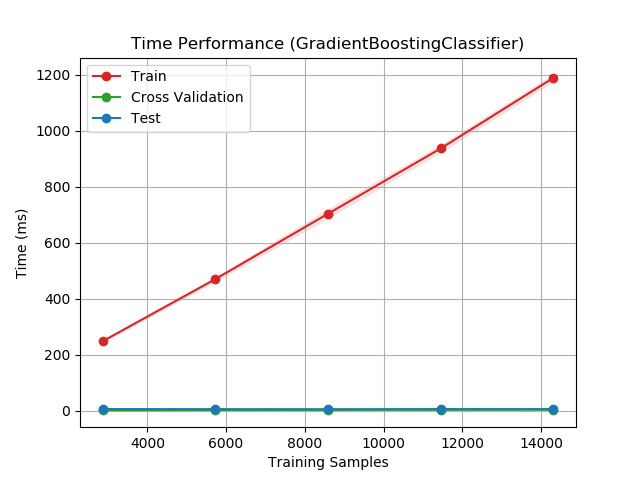 Time Performance (GradientBoostingClassifier)
Train
Cross Validation
Test
1200
1000
800
600
400
200
0
Time (ms)
4000 6000 8000 10000 12000 14000
Training Samples